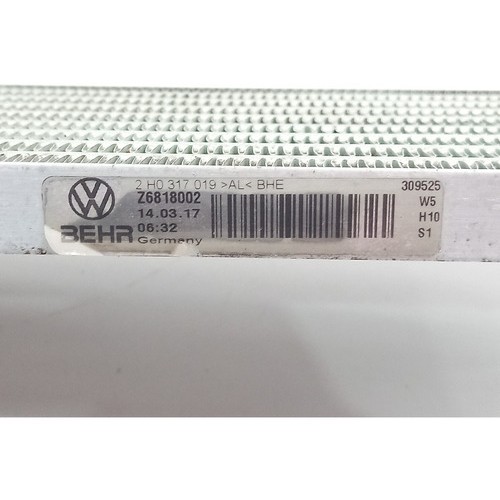 2 H0 317 019 >AL< BHE 309525
Z6818002 W5
14.03.17 H10
BEHR 06:32 S1
Germany